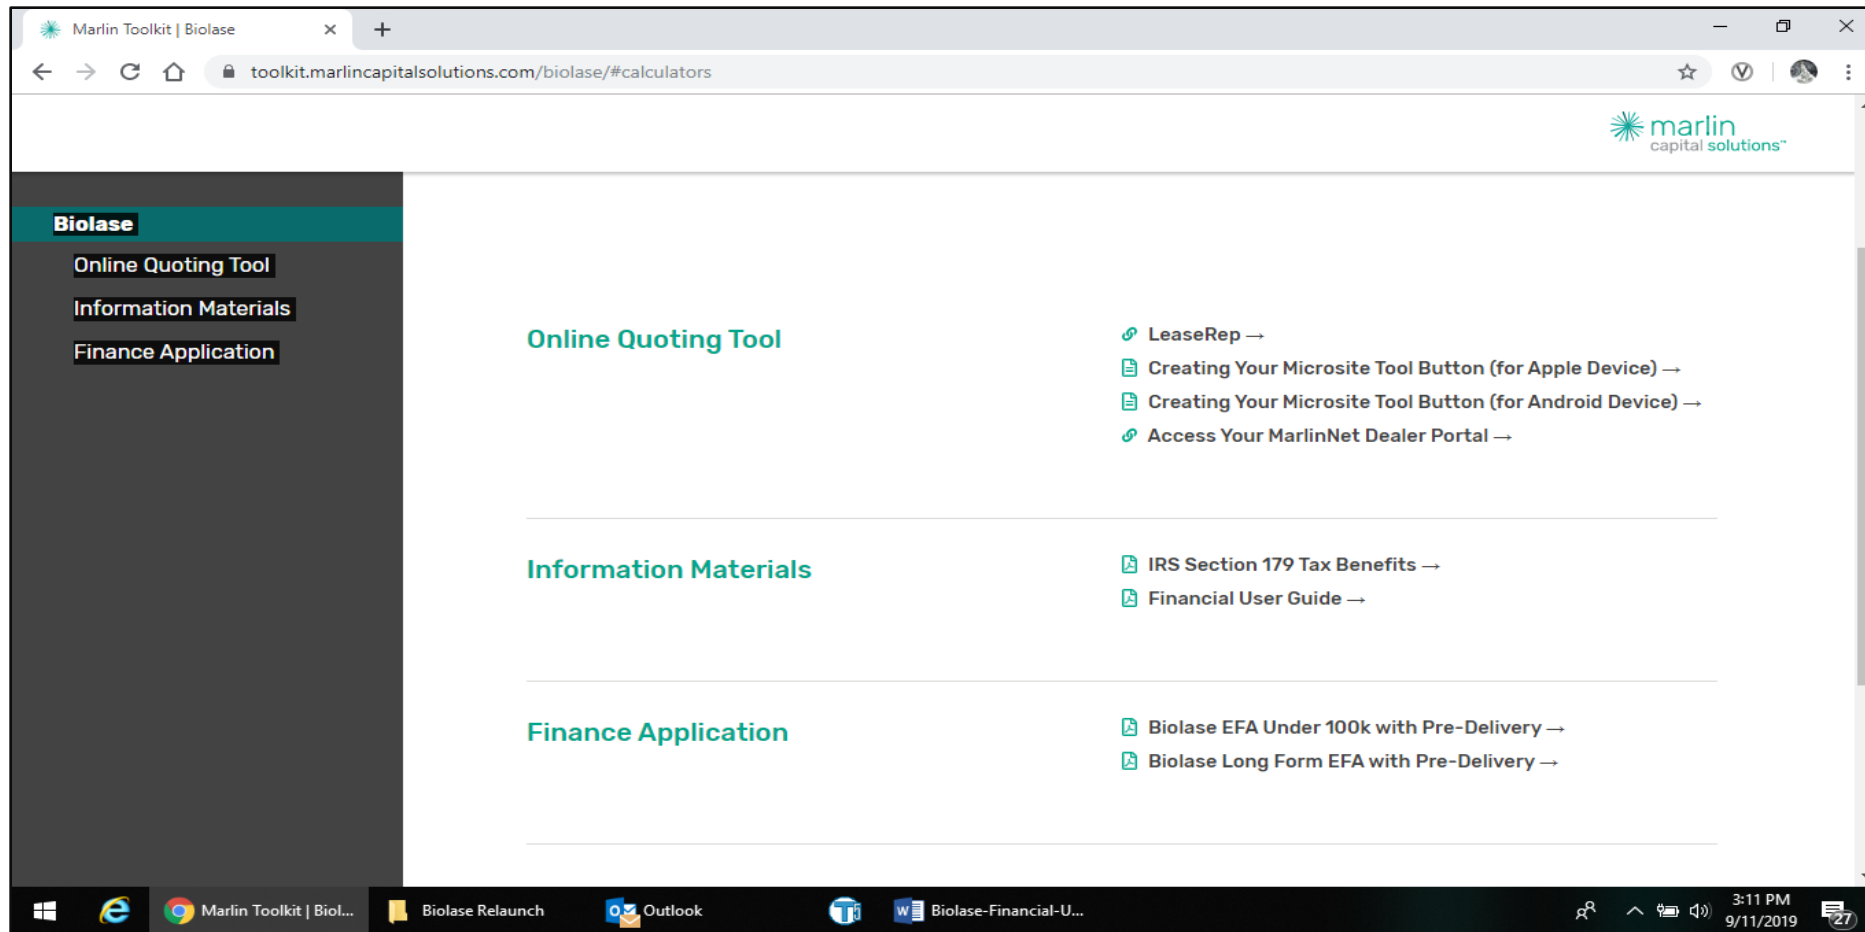 Marlin Toolkit | Biolase
toolkit.marlincapitalsolutions.com/biolase/#calculators
marlin
capital solutions™
Biolase
Online Quoting Tool
Information Materials
Finance Application
Online Quoting Tool
LeaseRep →
Creating Your Microsite Tool Button (for Apple Device) →
Creating Your Microsite Tool Button (for Android Device) →
Access Your MarlinNet Dealer Portal →
Information Materials
IRS Section 179 Tax Benefits →
Financial User Guide →
Finance Application
Biolase EFA Under 100k with Pre-Delivery →
Biolase Long Form EFA with Pre-Delivery →
Marlin Toolkit | Biol...
Biolase Relaunch
Outlook
Biolase-Financial-U...
3:11 PM
9/11/2019
27